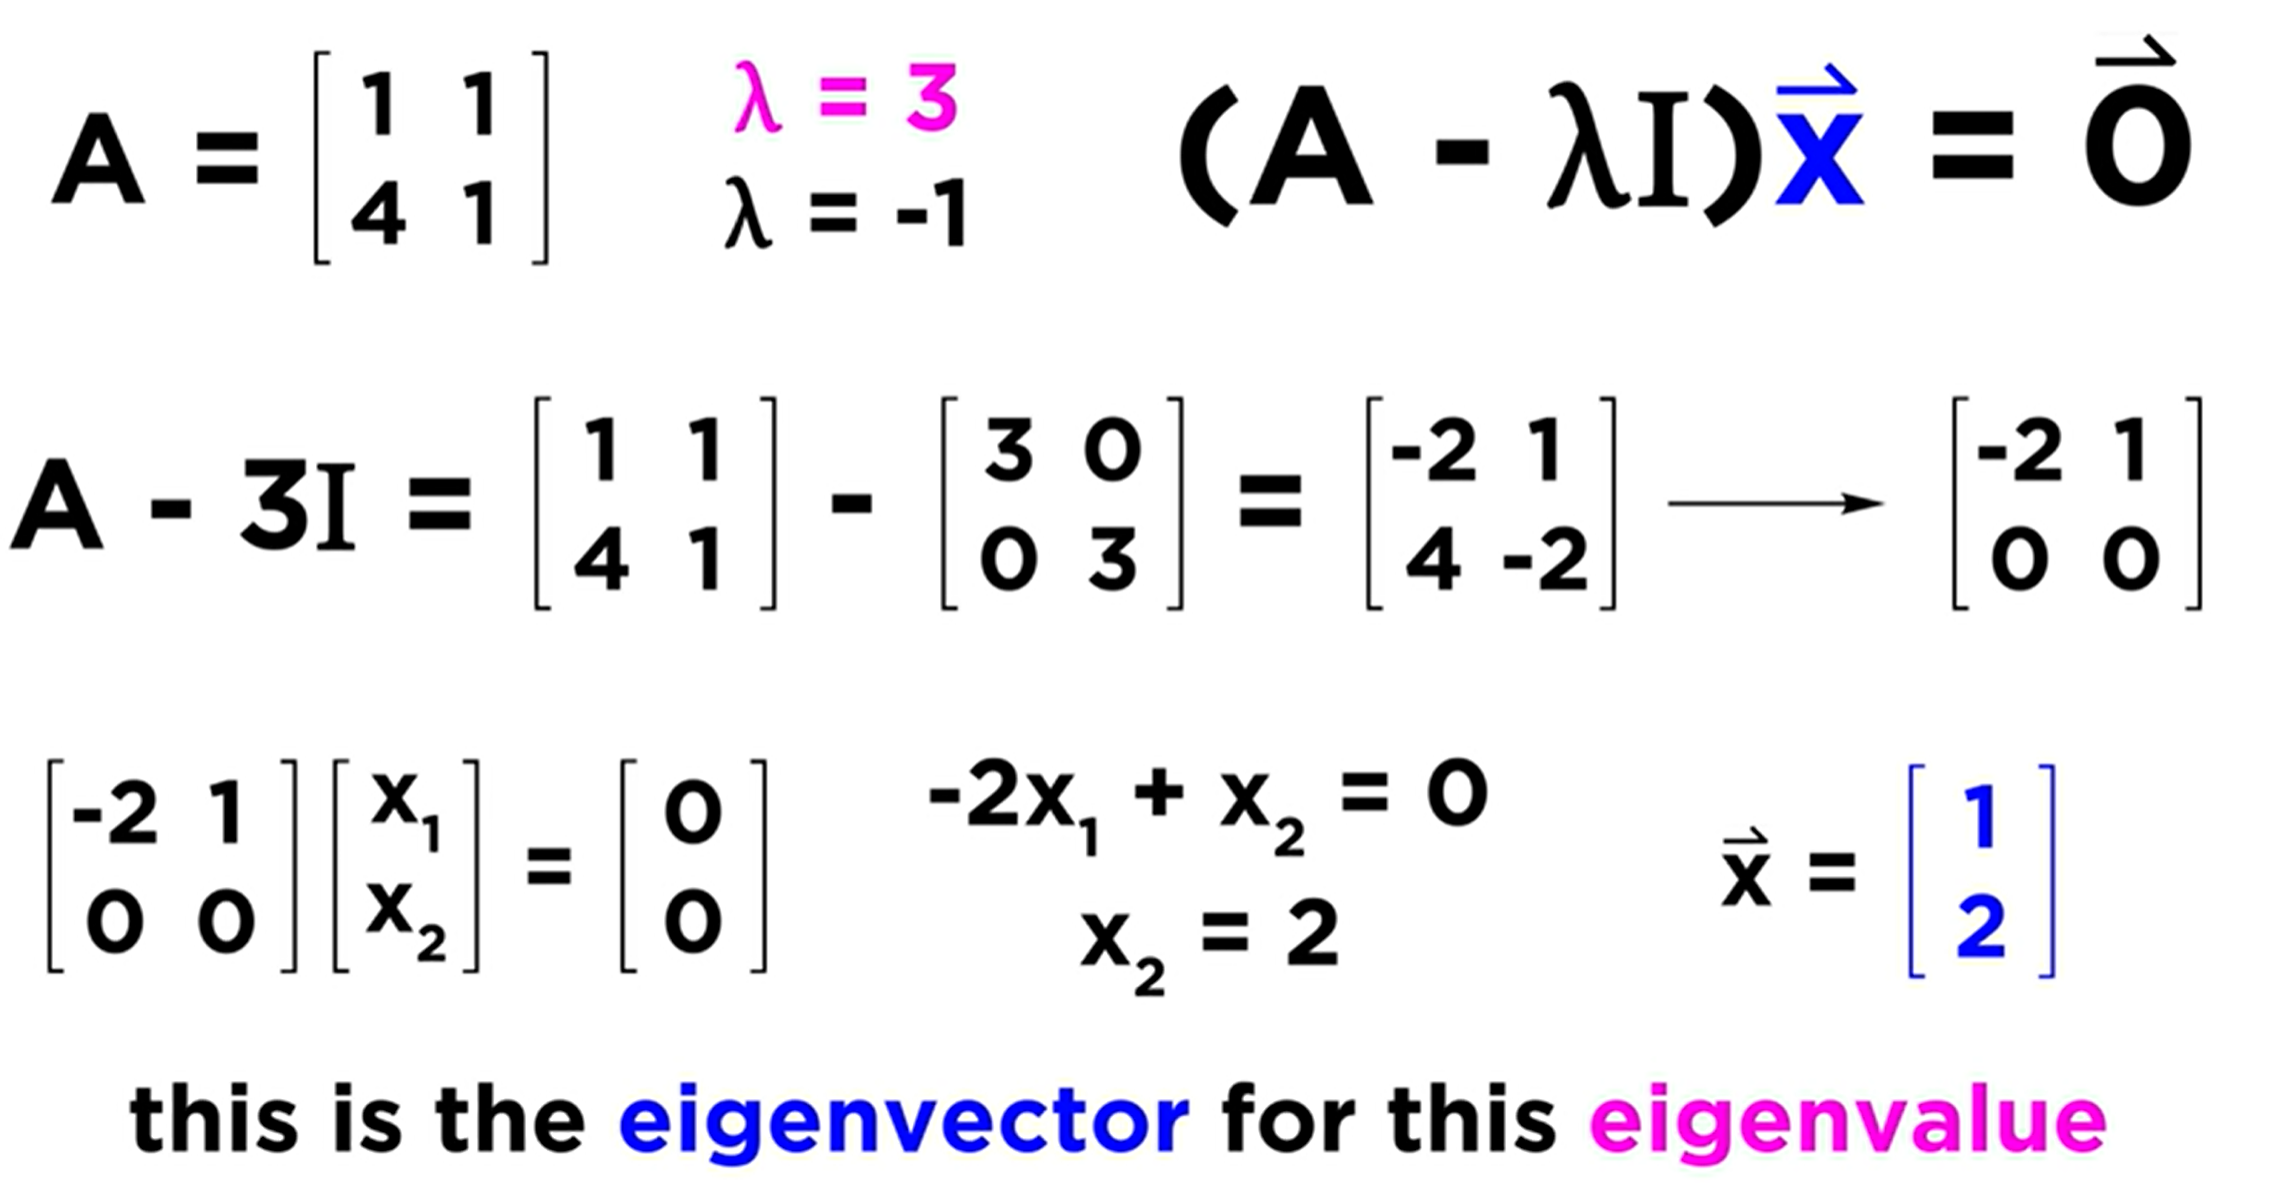 A = [ 1 1 ; 4 1 ] λ = 3 λ = -1 (A - λI)x⃗ = 0⃗
A - 3I = [ 1 1 ; 4 1 ] - [ 3 0 ; 0 3 ] = [ -2 1 ; 4 -2 ] ⟶ [ -2 1 ; 0 0 ]
[ -2 1 ; 0 0 ] [ x₁ ; x₂ ] = [ 0 ; 0 ] -2x₁ + x₂ = 0 x₂ = 2 x⃗ = [ 1 ; 2 ]
this is the eigenvector for this eigenvalue